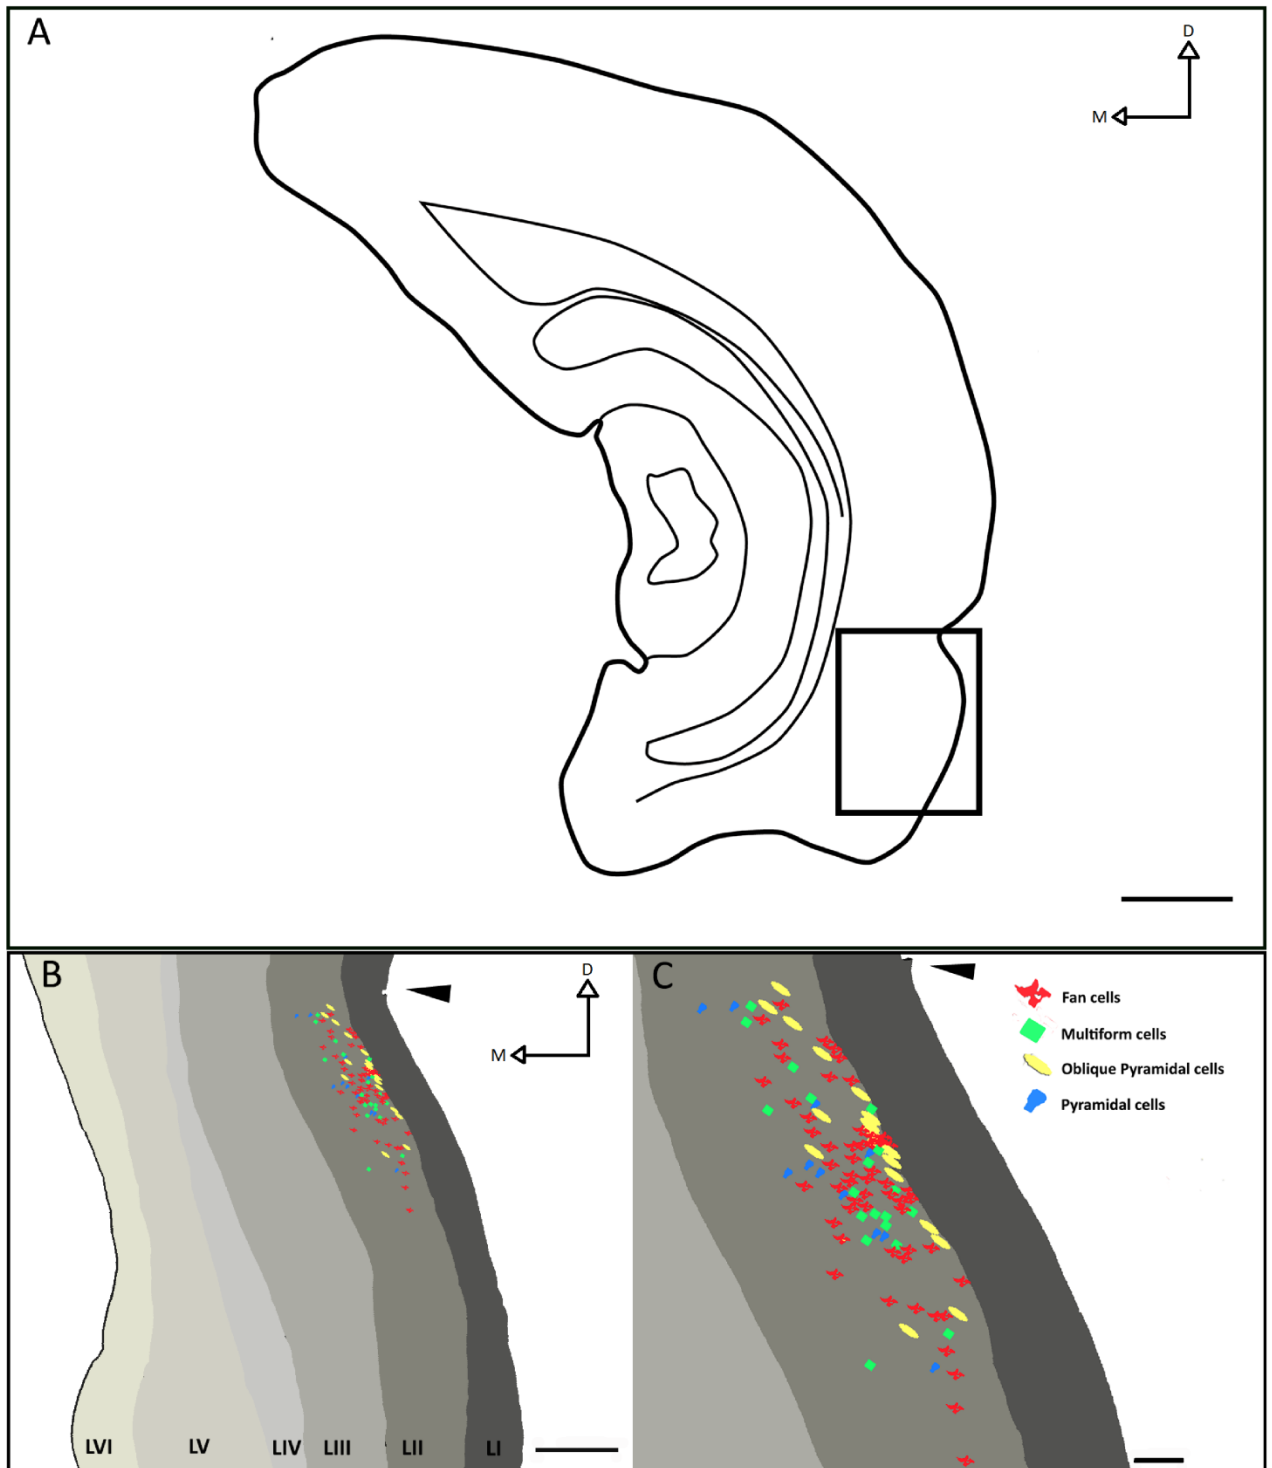 A
D
M
B
D
M
LVI LV LIV LIII LII LI
C
Fan cells
Multiform cells
Oblique Pyramidal cells
Pyramidal cells